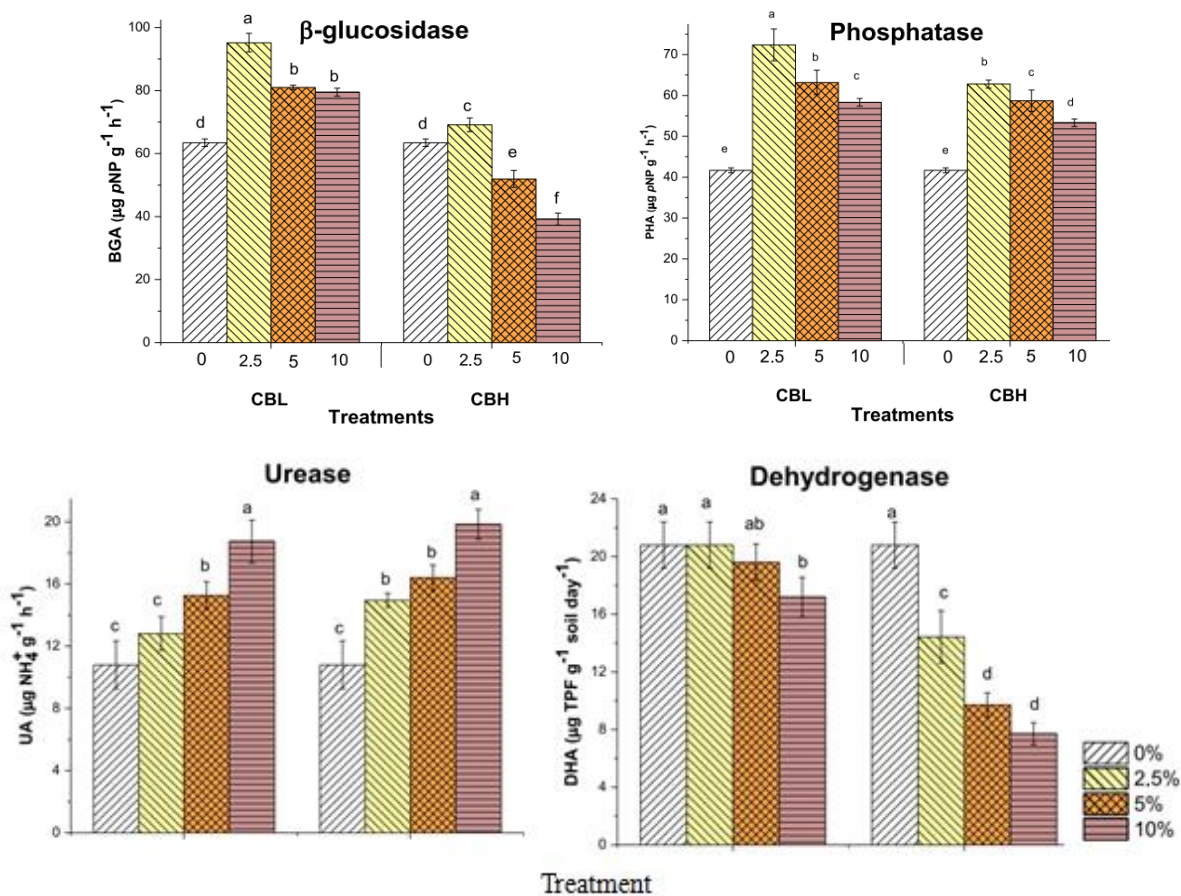 β-glucosidase
BGA (µg pNP g⁻¹ h⁻¹)
100
80
60
40
20
0
d a b b d c e f
0 2.5 5 10 0 2.5 5 10
CBL CBH
Treatments
Phosphatase
PHA (µg pNP g⁻¹ h⁻¹)
70
60
50
40
30
20
10
0
e a b c e b c d
0 2.5 5 10 0 2.5 5 10
CBL CBH
Treatments
Urease
UA (µg NH₄⁺ g⁻¹ h⁻¹)
20
16
12
8
4
0
c c b a c b b a
Dehydrogenase
DHA (µg TPF g⁻¹ soil day⁻¹)
24
20
16
12
8
4
0
a a ab b a c d d
0%
2.5%
5%
10%
Treatment